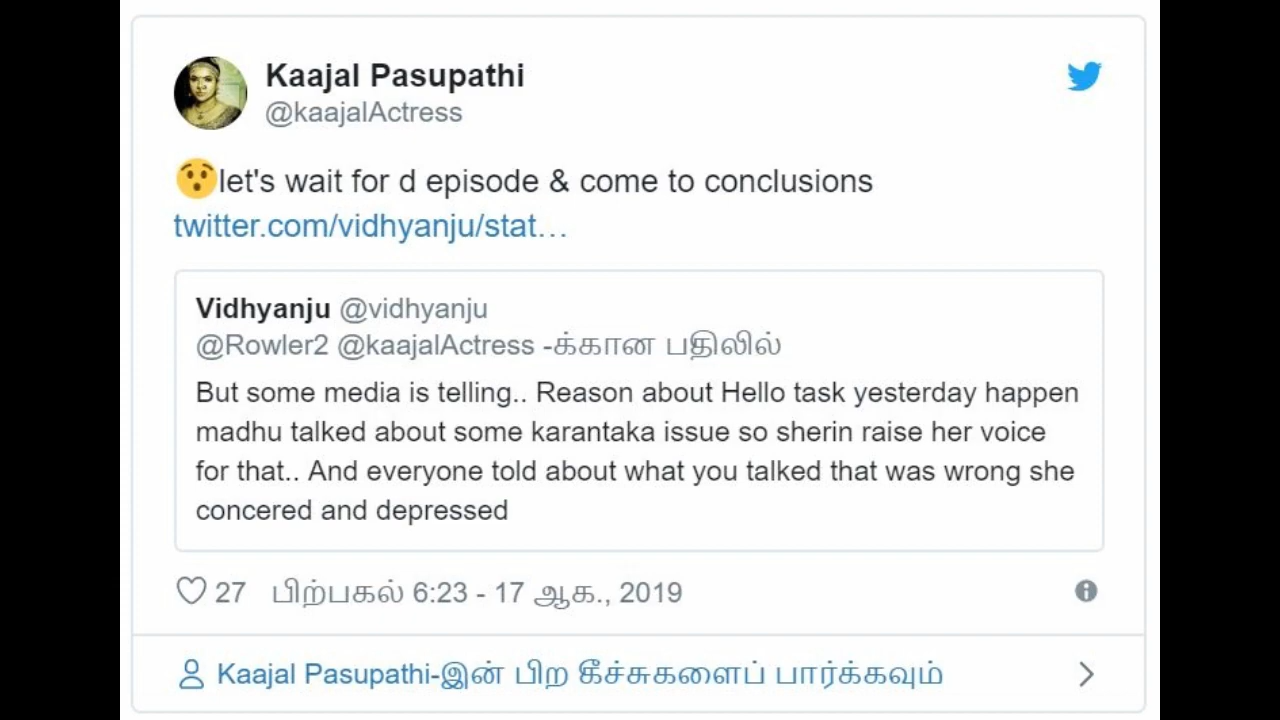 Kaajal Pasupathi
@kaajalActress
😯let's wait for d episode & come to conclusions
twitter.com/vidhyanju/stat…
Vidhyanju @vidhyanju
@Rowler2 @kaajalActress -க்கான பதிலில்
But some media is telling.. Reason about Hello task yesterday happen
madhu talked about some karantaka issue so sherin raise her voice
for that.. And everyone told about what you talked that was wrong she
concered and depressed
27 பிற்பகல் 6:23 - 17 ஆக., 2019
Kaajal Pasupathi-இன் பிற கீச்சுகளைப் பார்க்கவும்